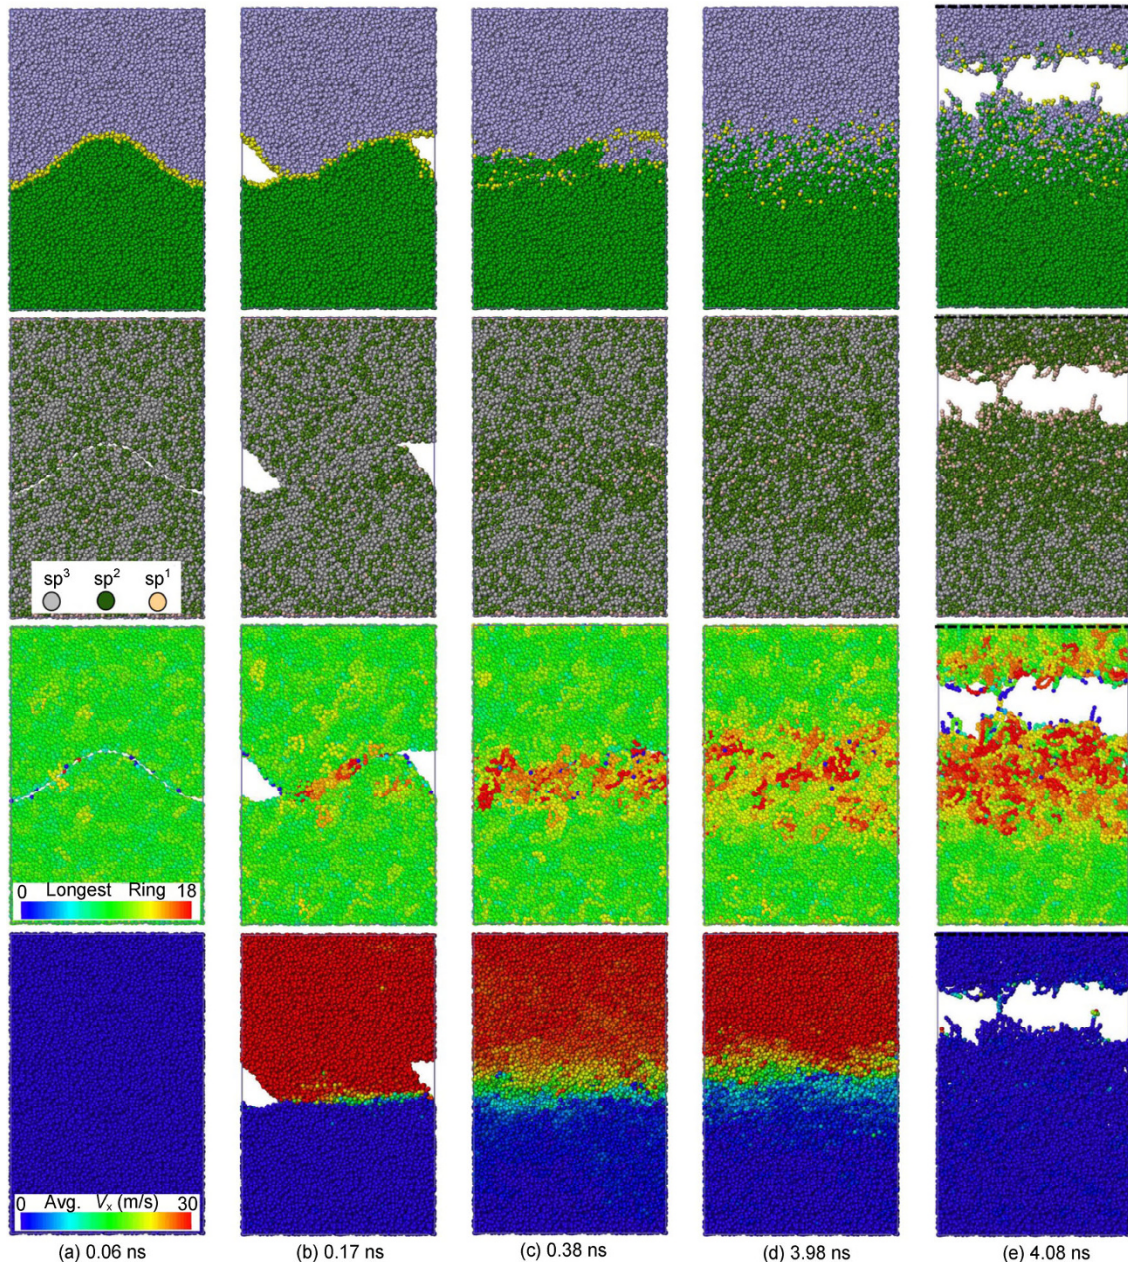 sp³ sp² sp¹
0 Longest Ring 18
0 Avg. Vₓ (m/s) 30
(a) 0.06 ns (b) 0.17 ns (c) 0.38 ns (d) 3.98 ns (e) 4.08 ns